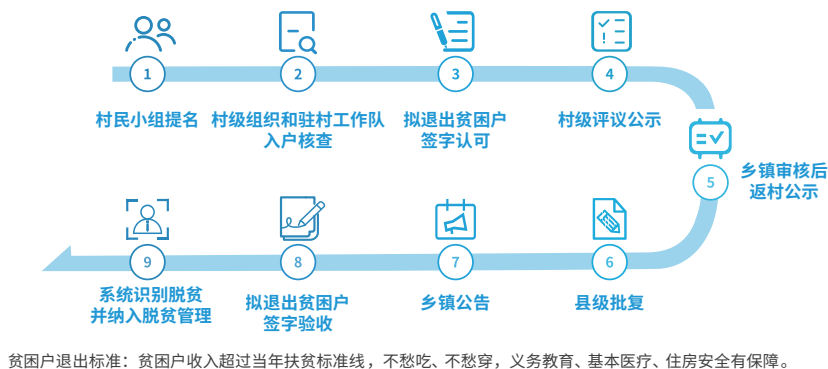 1
村民小组提名
2
村级组织和驻村工作队
入户核查
3
拟退出贫困户
签字认可
4
村级评议公示
5
乡镇审核后
返村公示
6
县级批复
7
乡镇公告
8
拟退出贫困户
签字验收
9
系统识别脱贫
并纳入脱贫管理
贫困户退出标准：贫困户收入超过当年扶贫标准线，不愁吃、不愁穿，义务教育、基本医疗、住房安全有保障。